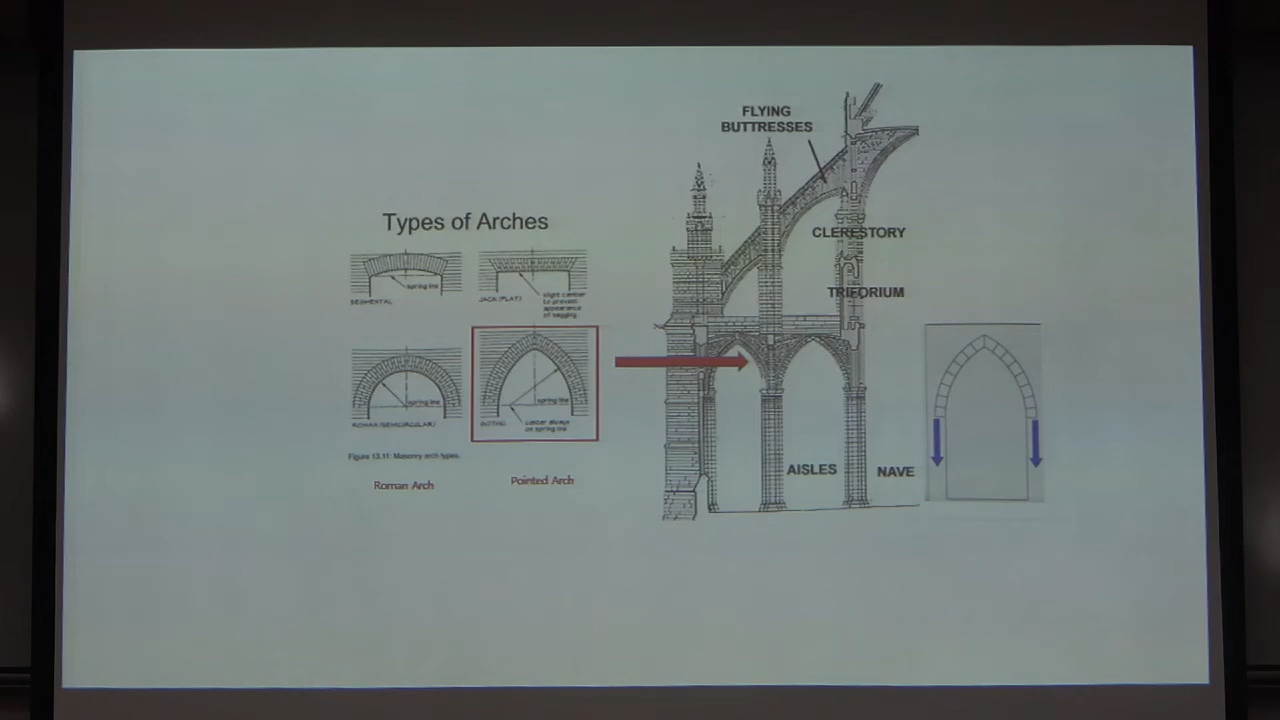 Types of Arches
spring line
SEGMENTAL
JACK (FLAT)
slight camber
to prevent
appearance
of sagging
spring line
ROMAN (SEMICIRCULAR)
spring line
GOTHIC
center always
on spring line
Figure 13.11: Masonry arch types.
Roman Arch
Pointed Arch
FLYING
BUTTRESSES
CLERESTORY
TRIFORIUM
AISLES
NAVE